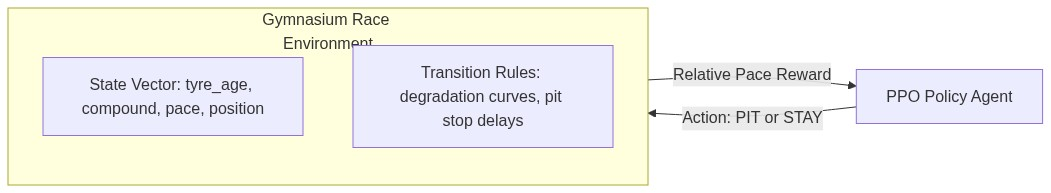 Gymnasium Race
Environment
State Vector: tyre_age,
compound, pace, position
Transition Rules:
degradation curves, pit
stop delays
Relative Pace Reward
Action: PIT or STAY
PPO Policy Agent